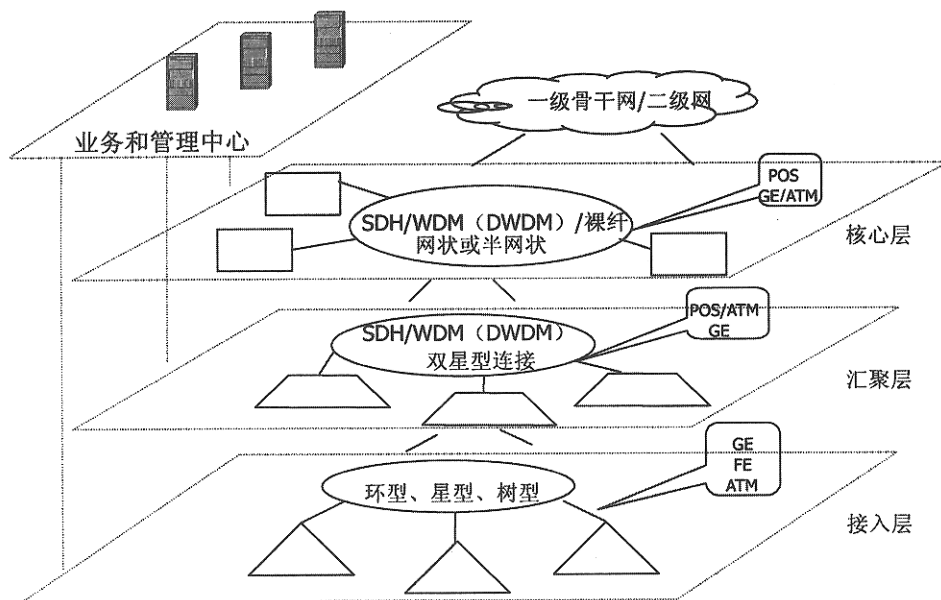 一级骨干网/二级网
业务和管理中心
POS
GE/ATM
SDH/WDM（DWDM）/裸纤
网状或半网状
核心层
POS/ATM
GE
SDH/WDM（DWDM）
双星型连接
汇聚层
GE
FE
ATM
环型、星型、树型
接入层